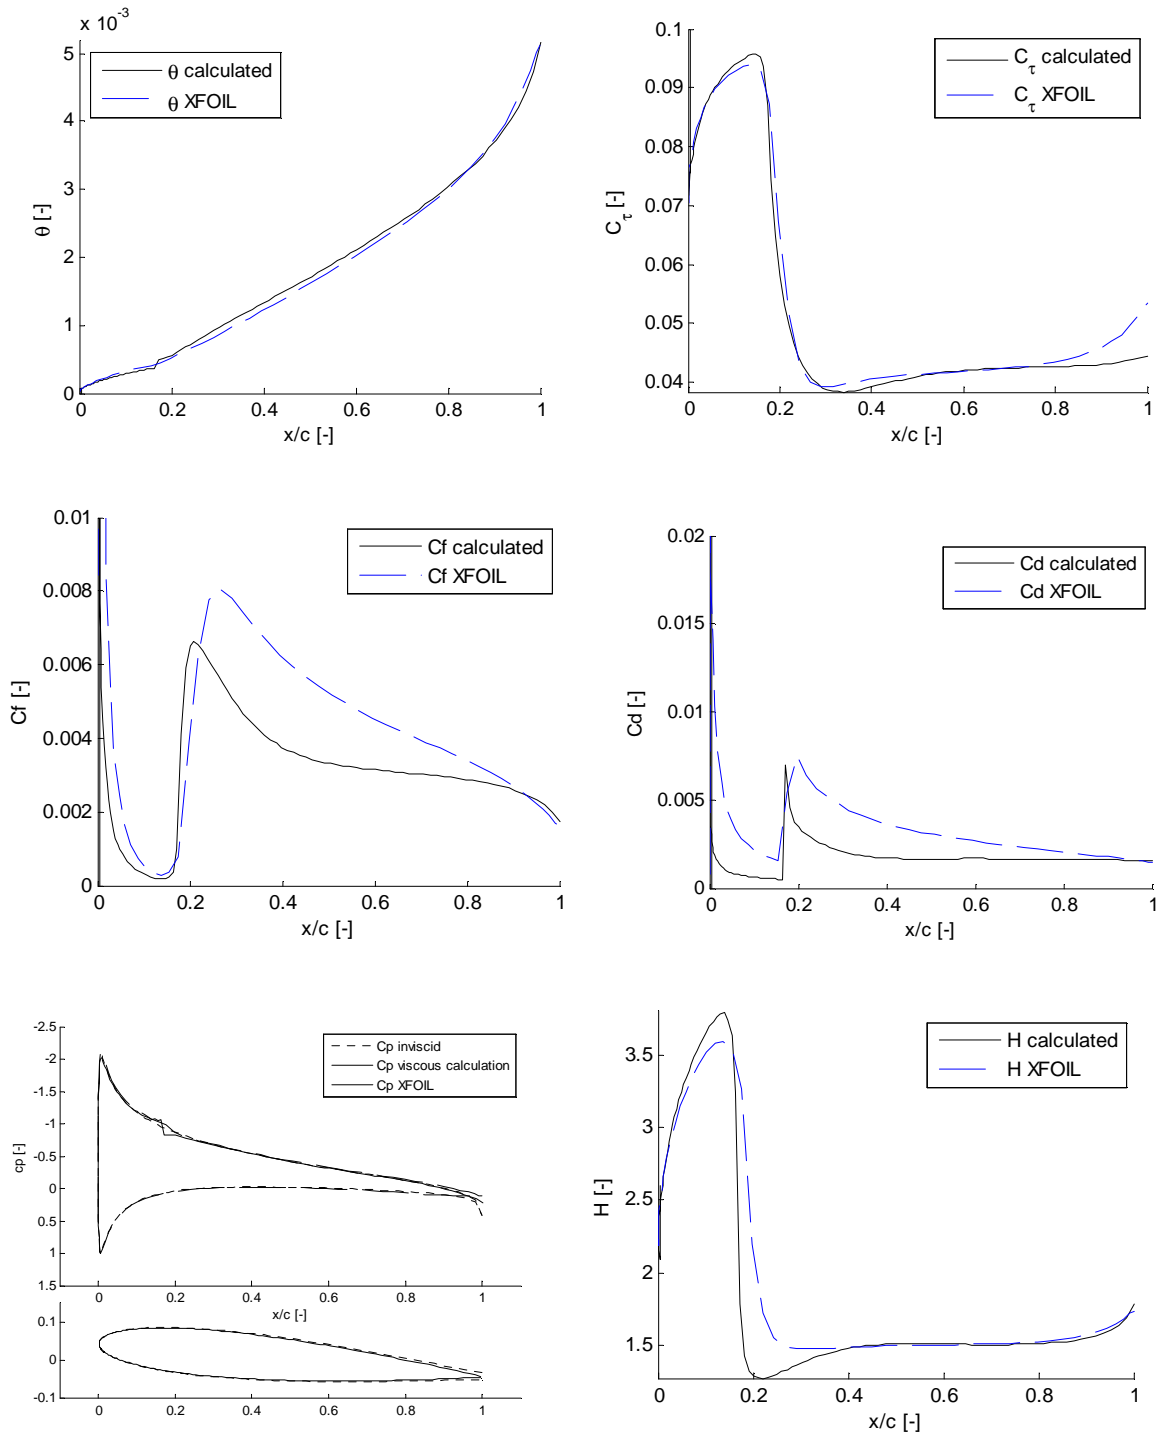 x 10⁻³
5
4
3
2
1
0
θ [-]
θ calculated
θ XFOIL
0 0.2 0.4 0.6 0.8 1
x/c [-]
0.1
0.09
0.08
0.07
0.06
0.05
0.04
C_τ [-]
C_τ calculated
C_τ XFOIL
0 0.2 0.4 0.6 0.8 1
x/c [-]
0.01
0.008
0.006
0.004
0.002
0
Cf [-]
Cf calculated
Cf XFOIL
0 0.2 0.4 0.6 0.8 1
x/c [-]
0.02
0.015
0.01
0.005
0
Cd [-]
Cd calculated
Cd XFOIL
0 0.2 0.4 0.6 0.8 1
x/c [-]
-2.5
-2
-1.5
-1
-0.5
0
0.5
1
1.5
cp [-]
Cp inviscid
Cp viscous calculation
Cp XFOIL
0 0.2 0.4 0.6 0.8 1
x/c [-]
0.1
0
-0.1
0 0.2 0.4 0.6 0.8 1
3.5
3
2.5
2
1.5
H [-]
H calculated
H XFOIL
0 0.2 0.4 0.6 0.8 1
x/c [-]